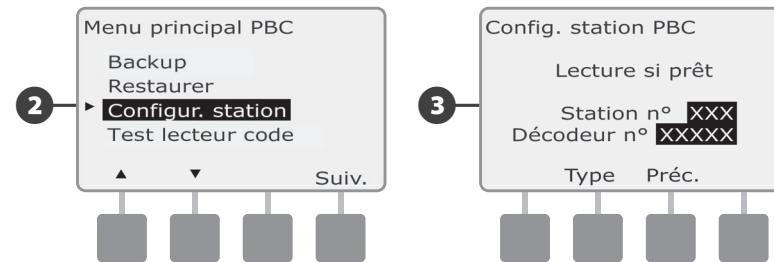 Menu principal PBC
Backup
Restaurer
2
Configur. station
Test lecteur code
Suiv.
Config. station PBC
Lecture si prêt
3
Station n° XXX
Décodeur n° XXXXX
Type Préc.